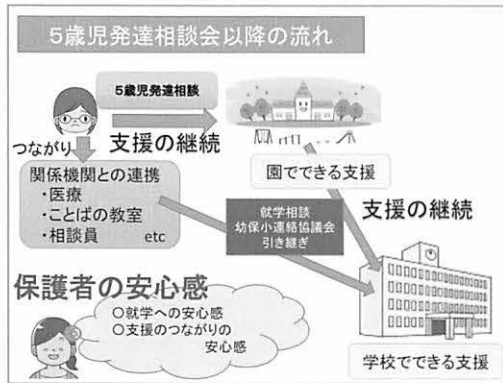 ５歳児発達相談会以降の流れ
５歳児発達相談
つながり
支援の継続
関係機関との連携
・医療
・ことばの教室
・相談員 etc
園でできる支援
就学相談
幼保小連絡協議会
引き継ぎ
支援の継続
保護者の安心感
○就学への安心感
○支援のつながりの
安心感
学校でできる支援